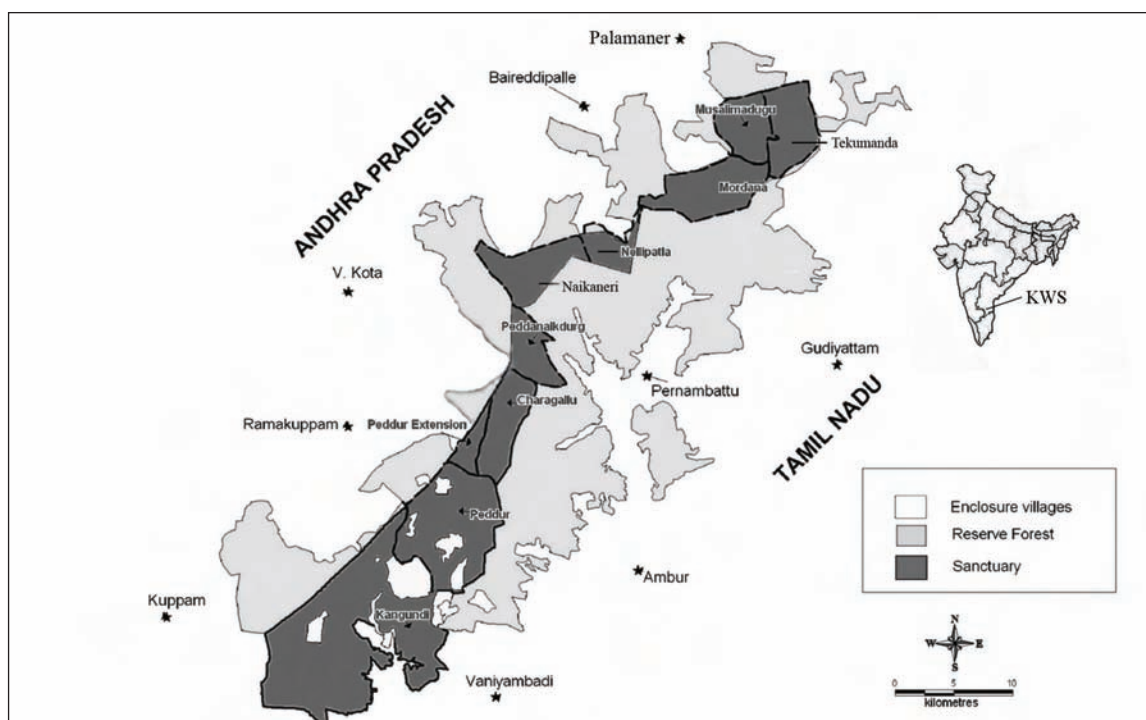 Palamaner
Baireddipalle
Musalimadugu
Tekumanda
Mordana
ANDHRA PRADESH
Nellipatla
V. Kota
Naikaneri
KWS
Peddanaikdurg
Gudiyattam
Pernambattu
Charagallu
Ramakuppam
Peddur Extension
TAMIL NADU
Enclosure villages
Peddur
Reserve Forest
Sanctuary
Ambur
Kuppam
Kangundi
N
W
E
S
Vaniyambadi
0 5 10
kilometres